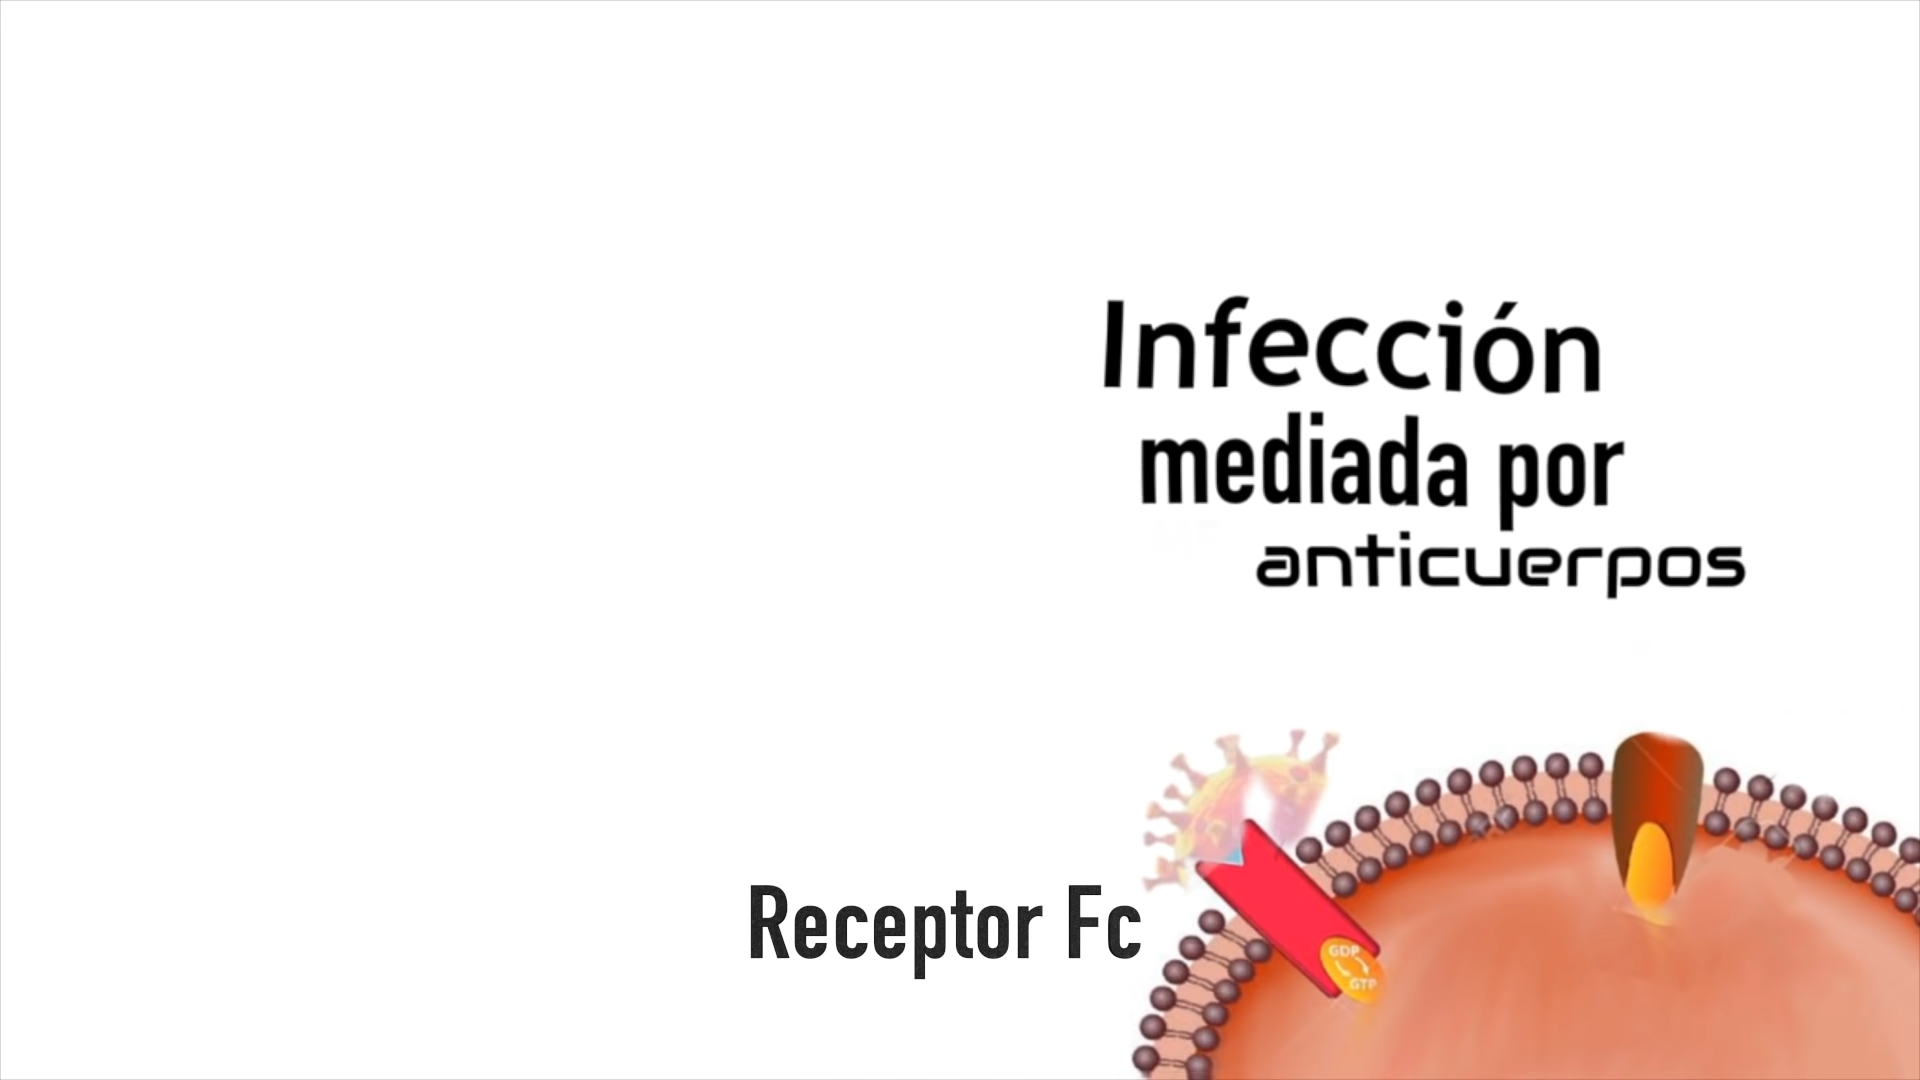 Infección
mediada por
anticuerpos
Receptor Fc
GDP
GTP